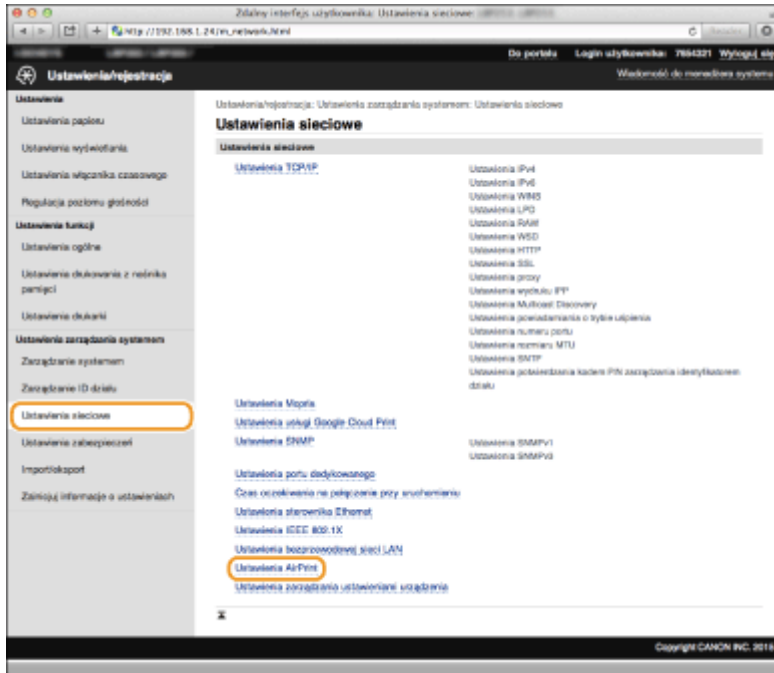 Zdalny interfejs użytkownika: Ustawienia sieciowe
http://192.168.1.24/m_network.html
Reader
Do portalu Login użytkownika: 7654321 Wyloguj się
Ustawienia/rejestracja
Wiadomość do menedżera systemu
Ustawienia
Ustawienia papieru
Ustawienia wyświetlania
Ustawienia włącznika czasowego
Regulacja poziomu głośności
Ustawienia funkcji
Ustawienia ogólne
Ustawienia drukowania z nośnika
pamięci
Ustawienia drukarki
Ustawienia zarządzania systemem
Zarządzanie systemem
Zarządzanie ID działu
Ustawienia sieciowe
Ustawienia zabezpieczeń
Import/eksport
Zainicjuj informacje o ustawieniach
Ustawienia/rejestracja: Ustawienia zarządzania systemem: Ustawienia sieciowe
Ustawienia sieciowe
Ustawienia sieciowe
Ustawienia TCP/IP
Ustawienia IPv4
Ustawienia IPv6
Ustawienia WINS
Ustawienia LPD
Ustawienia RAW
Ustawienia WSD
Ustawienia HTTP
Ustawienia SSL
Ustawienia proxy
Ustawienia wydruku IPP
Ustawienia Multicast Discovery
Ustawienia powiadamiania o trybie uśpienia
Ustawienia numeru portu
Ustawienia rozmiaru MTU
Ustawienia SNTP
Ustawienia potwierdzania kodem PIN zarządzania identyfikatorem
działu
Ustawienia Mopria
Ustawienia usługi Google Cloud Print
Ustawienia SNMP
Ustawienia SNMPv1
Ustawienia SNMPv3
Ustawienia portu dedykowanego
Czas oczekiwania na połączenie przy uruchomieniu
Ustawienia sterownika Ethernet
Ustawienia IEEE 802.1X
Ustawienia bezprzewodowej sieci LAN
Ustawienia AirPrint
Ustawienia zarządzania ustawieniami urządzenia
Copyright CANON INC.